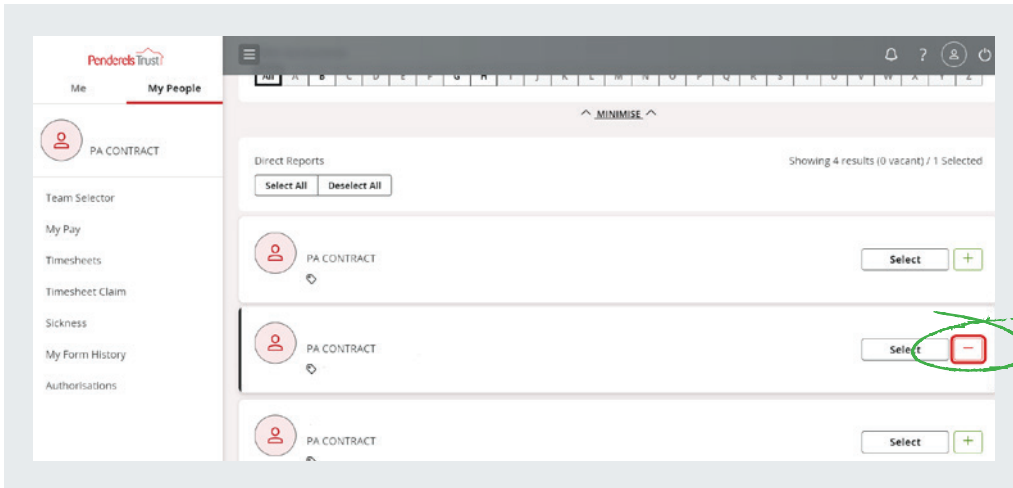 Penderels Trust
Me My People
PA CONTRACT
Team Selector
My Pay
Timesheets
Timesheet Claim
Sickness
My Form History
Authorisations
?
All A B C D E F G H I J K L M N O P Q R S T U V W X Y Z
MINIMISE
Direct Reports
Showing 4 results (0 vacant) / 1 Selected
Select All Deselect All
PA CONTRACT
Select +
PA CONTRACT
Select −
PA CONTRACT
Select +